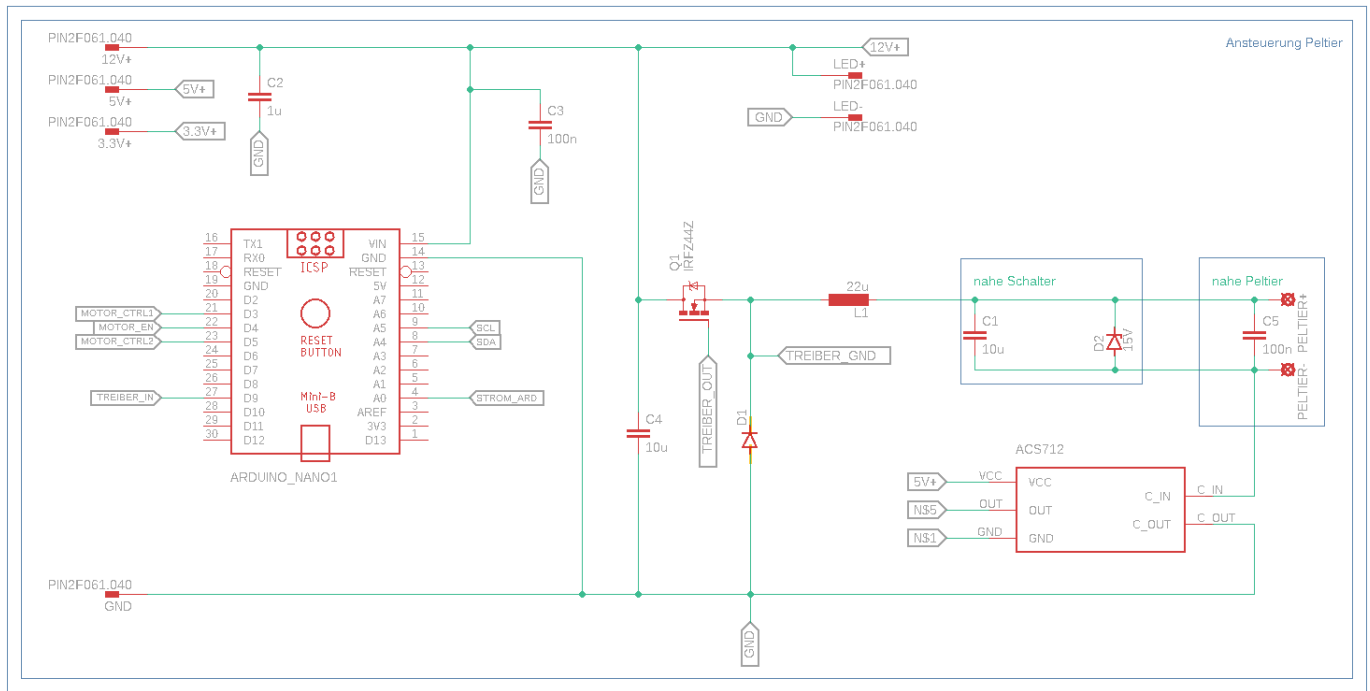 Ansteuerung Peltier
PIN2F061.040
12V+
PIN2F061.040
5V+
5V+
PIN2F061.040
3.3V+
3.3V+
C2
1u
GND
C3
100n
GND
12V+
LED+
PIN2F061.040
LED-
GND
PIN2F061.040
16 TX1 VIN 15
17 RX0 GND 14
18 RESET RESET 13
19 GND 5V 12
20 D2 A7 11
21 D3 A6 10
22 D4 A5 9
23 D5 A4 8
24 D6 A3 7
25 D7 A2 6
26 D8 A1 5
27 D9 A0 4
28 D10 AREF 3
29 D11 3V3 2
30 D12 D13 1
ICSP
RESET
BUTTON
Mini-B
USB
ARDUINO_NANO1
MOTOR_CTRL1
MOTOR_EN
MOTOR_CTRL2
TREIBER_IN
SCL
SDA
STROM_ARD
Q1
IRFZ44Z
TREIBER_OUT
C4
10u
D1
TREIBER_GND
22u
L1
nahe Schalter
C1
10u
D2
15V
nahe Peltier
C5
100n
PELTIER+
PELTIER-
ACS712
5V+ VCC VCC
N$5 OUT OUT
N$1 GND GND
C_IN C_IN
C_OUT C_OUT
PIN2F061.040
GND
GND